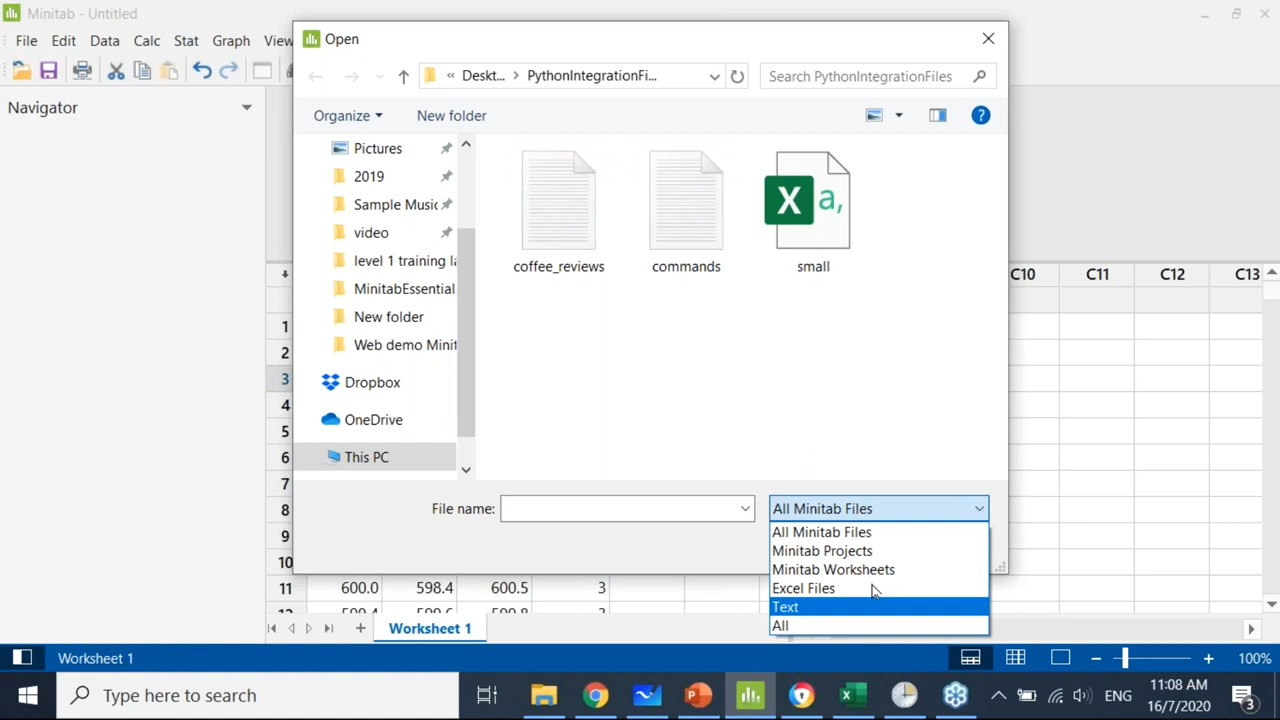 Minitab - Untitled
File Edit Data Calc Stat Graph View
Open
« Deskt... > PythonIntegrationFi...
Search PythonIntegrationFiles
Navigator
Organize
New folder
Pictures
2019
Sample Music
video
level 1 training
MinitabEssential
New folder
Web demo Minit
Dropbox
OneDrive
This PC
coffee_reviews
commands
small
a,
C10 C11 C12 C13
1
2
3
4
5
6
7
8
9
10
11 600.0 598.4 600.5 3
File name:
All Minitab Files
All Minitab Files
Minitab Projects
Minitab Worksheets
Excel Files
Text
All
Worksheet 1
Worksheet 1
100%
Type here to search
ENG
11:08 AM
16/7/2020
3